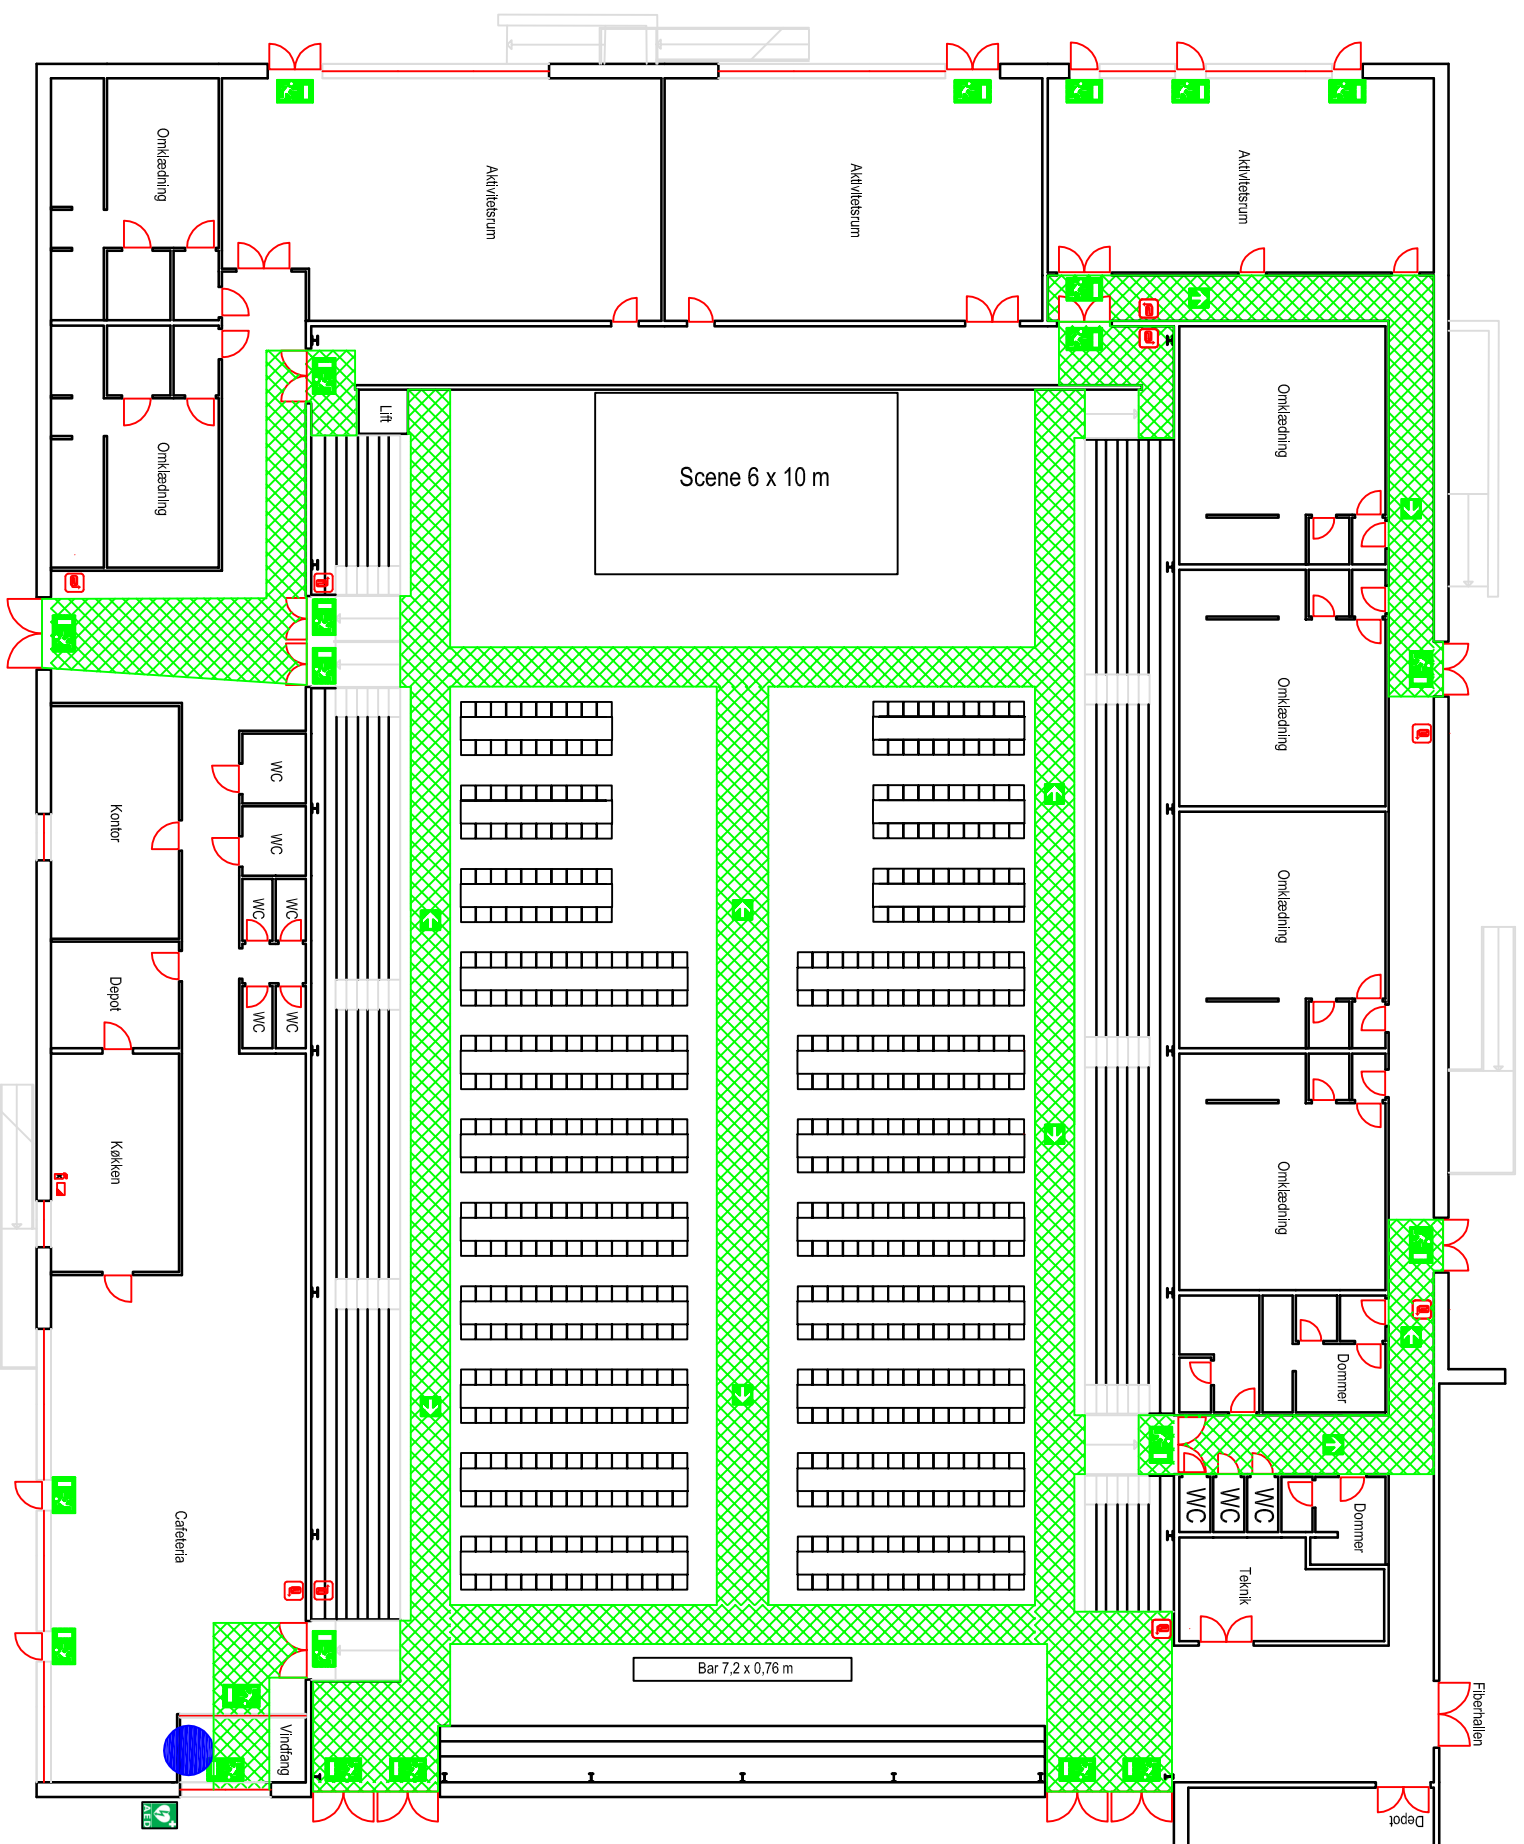 Omklædning
Aktivitetsrum
Aktivitetsrum
Aktivitetsrum
Lift
Omklædning
Omklædning
Scene 6 x 10 m
Omklædning
WC
Kontor
WC
Omklædning
WC
WC
Depot
WC
WC
Køkken
Omklædning
Dommer
Cafeteria
WC
WC
WC
Dommer
Teknik
Bar 7,2 x 0,76 m
Fiberhallen
Vindfang
AED
Depot